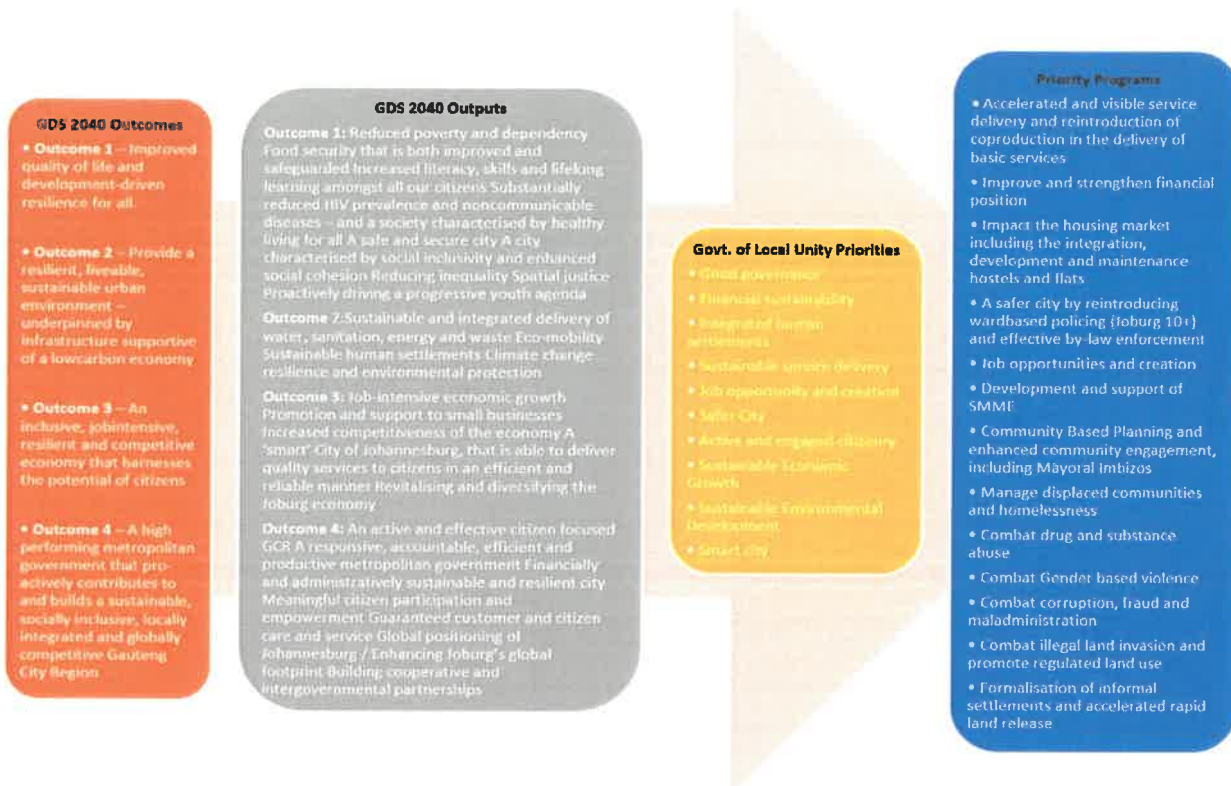 GDS 2040 Outcomes
• Outcome 1 – Improved
quality of life and
development-driven
resilience for all.
• Outcome 2 – Provide a
resilient, liveable,
sustainable urban
environment –
underpinned by
infrastructure supportive
of a lowcarbon economy
• Outcome 3 – An
inclusive, jobintensive,
resilient and competitive
economy that harnesses
the potential of citizens
• Outcome 4 – A high
performing metropolitan
government that pro-
actively contributes to
and builds a sustainable,
socially inclusive, locally
integrated and globally
competitive Gauteng
City Region
GDS 2040 Outputs
Outcome 1: Reduced poverty and dependency
Food security that is both improved and
safeguarded Increased literacy, skills and lifelong
learning amongst all our citizens Substantially
reduced HIV prevalence and noncommunicable
diseases – and a society characterised by healthy
living for all A safe and secure city A city
characterised by social inclusivity and enhanced
social cohesion Reducing inequality Spatial justice
Proactively driving a progressive youth agenda
Outcome 2:Sustainable and integrated delivery of
water, sanitation, energy and waste Eco-mobility
Sustainable human settlements Climate change
resilience and environmental protection
Outcome 3: Job-intensive economic growth
Promotion and support to small businesses
Increased competitiveness of the economy A
'smart' City of Johannesburg, that is able to deliver
quality services to citizens in an efficient and
reliable manner Revitalising and diversifying the
Joburg economy
Outcome 4: An active and effective citizen focused
GCR A responsive, accountable, efficient and
productive metropolitan government Financially
and administratively sustainable and resilient city
Meaningful citizen participation and
empowerment Guaranteed customer and citizen
care and service Global positioning of
Johannesburg / Enhancing Joburg's global
footprint Building cooperative and
intergovernmental partnerships
Govt. of Local Unity Priorities
• Good governance
• Financial sustainability
• Integrated human
settlements
• Sustainable service delivery
• Job opportunity and creation
• Safer City
• Active and engaged citizenry
• Sustainable Economic
Growth
• Sustainable Environmental
Development
• Smart city
Priority Programs
• Accelerated and visible service
delivery and reintroduction of
coproduction in the delivery of
basic services
• Improve and strengthen financial
position
• Impact the housing market
including the integration,
development and maintenance
hostels and flats
• A safer city by reintroducing
wardbased policing (Joburg 10+)
and effective by-law enforcement
• Job opportunities and creation
• Development and support of
SMME
• Community Based Planning and
enhanced community engagement,
including Mayoral Imbizos
• Manage displaced communities
and homelessness
• Combat drug and substance
abuse
• Combat Gender based violence
• Combat corruption, fraud and
maladministration
• Combat illegal land invasion and
promote regulated land use
• Formalisation of informal
settlements and accelerated rapid
land release